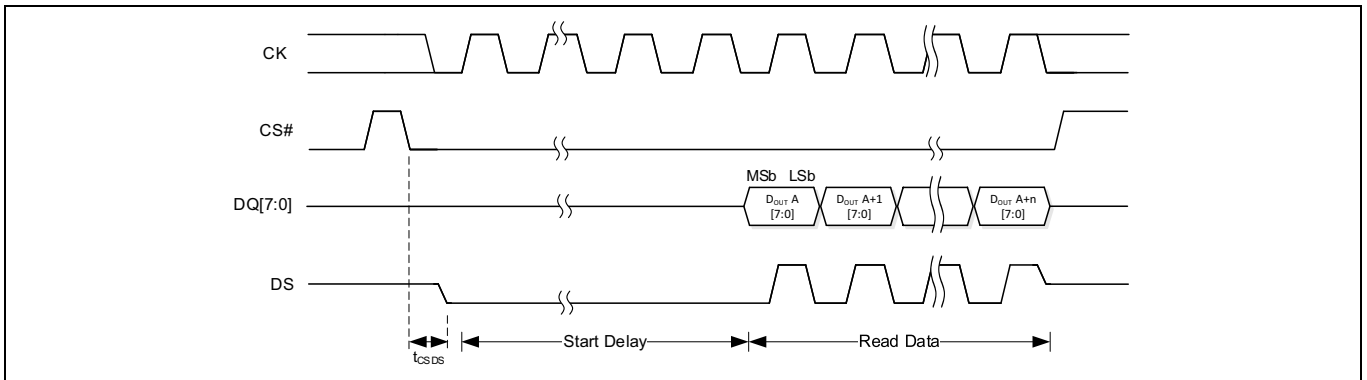 CK
CS#
MSb LSb
DQ[7:0]
DOUT A
[7:0]
DOUT A+1
[7:0]
DOUT A+n
[7:0]
DS
Start Delay
Read Data
tCSDS